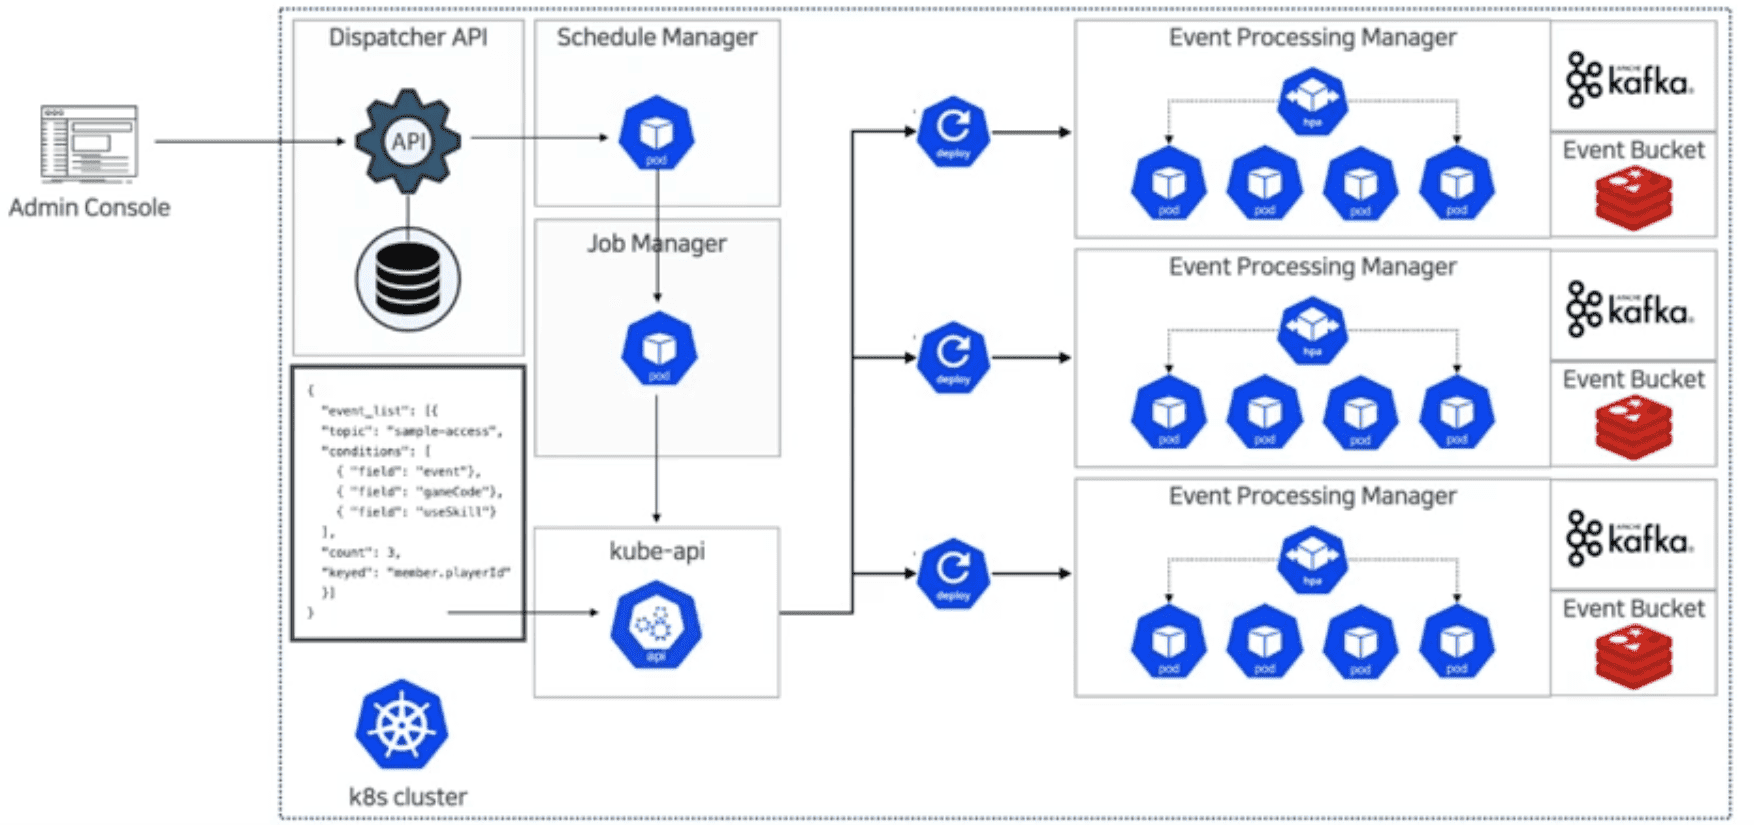 Admin Console
Dispatcher API
API
{
"event_list": [{
"topic": "sample-access",
"conditions": [
{ "field": "event"},
{ "field": "gameCode"},
{ "field": "useSkill"}
],
"count": 3,
"keyed": "member.playerId"
}]
}
k8s cluster
Schedule Manager
pod
Job Manager
pod
kube-api
api
deploy
deploy
deploy
Event Processing Manager
hpa
pod pod pod pod
APACHE
kafka.
Event Bucket
Event Processing Manager
hpa
pod pod pod pod
APACHE
kafka.
Event Bucket
Event Processing Manager
hpa
pod pod pod pod
APACHE
kafka.
Event Bucket